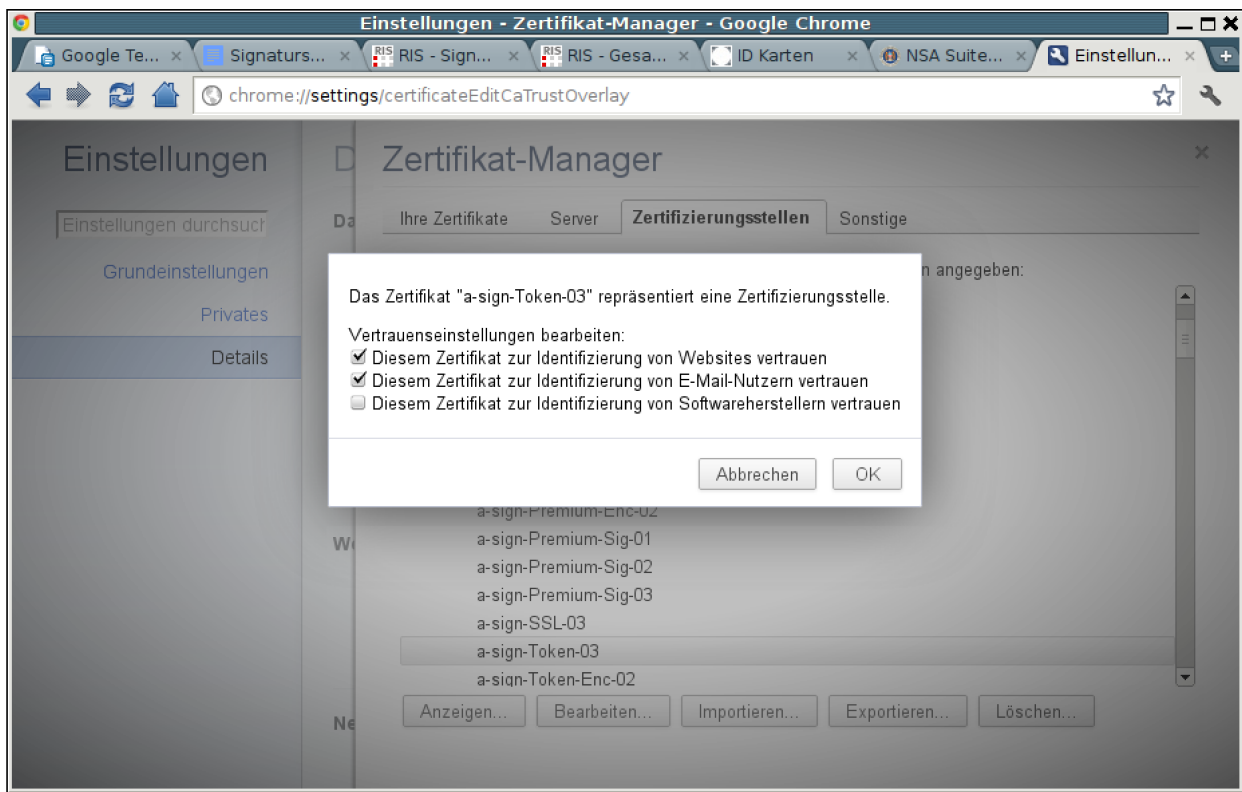 Einstellungen - Zertifikat-Manager - Google Chrome
Google Te... Signaturs... RIS RIS - Sign... RIS RIS - Gesa... ID Karten NSA Suite... Einstellun...
chrome://settings/certificateEditCaTrustOverlay
Einstellungen D Zertifikat-Manager
Einstellungen durchsuch Da Ihre Zertifikate Server Zertifizierungsstellen Sonstige
Grundeinstellungen n angegeben:
Privates
Details
Das Zertifikat "a-sign-Token-03" repräsentiert eine Zertifizierungsstelle.
Vertrauenseinstellungen bearbeiten:
Diesem Zertifikat zur Identifizierung von Websites vertrauen
Diesem Zertifikat zur Identifizierung von E-Mail-Nutzern vertrauen
Diesem Zertifikat zur Identifizierung von Softwareherstellern vertrauen
Abbrechen OK
a-sign-Premium-Enc-02
We a-sign-Premium-Sig-01
a-sign-Premium-Sig-02
a-sign-Premium-Sig-03
a-sign-SSL-03
a-sign-Token-03
a-sign-Token-Enc-02
Ne Anzeigen... Bearbeiten... Importieren... Exportieren... Löschen...